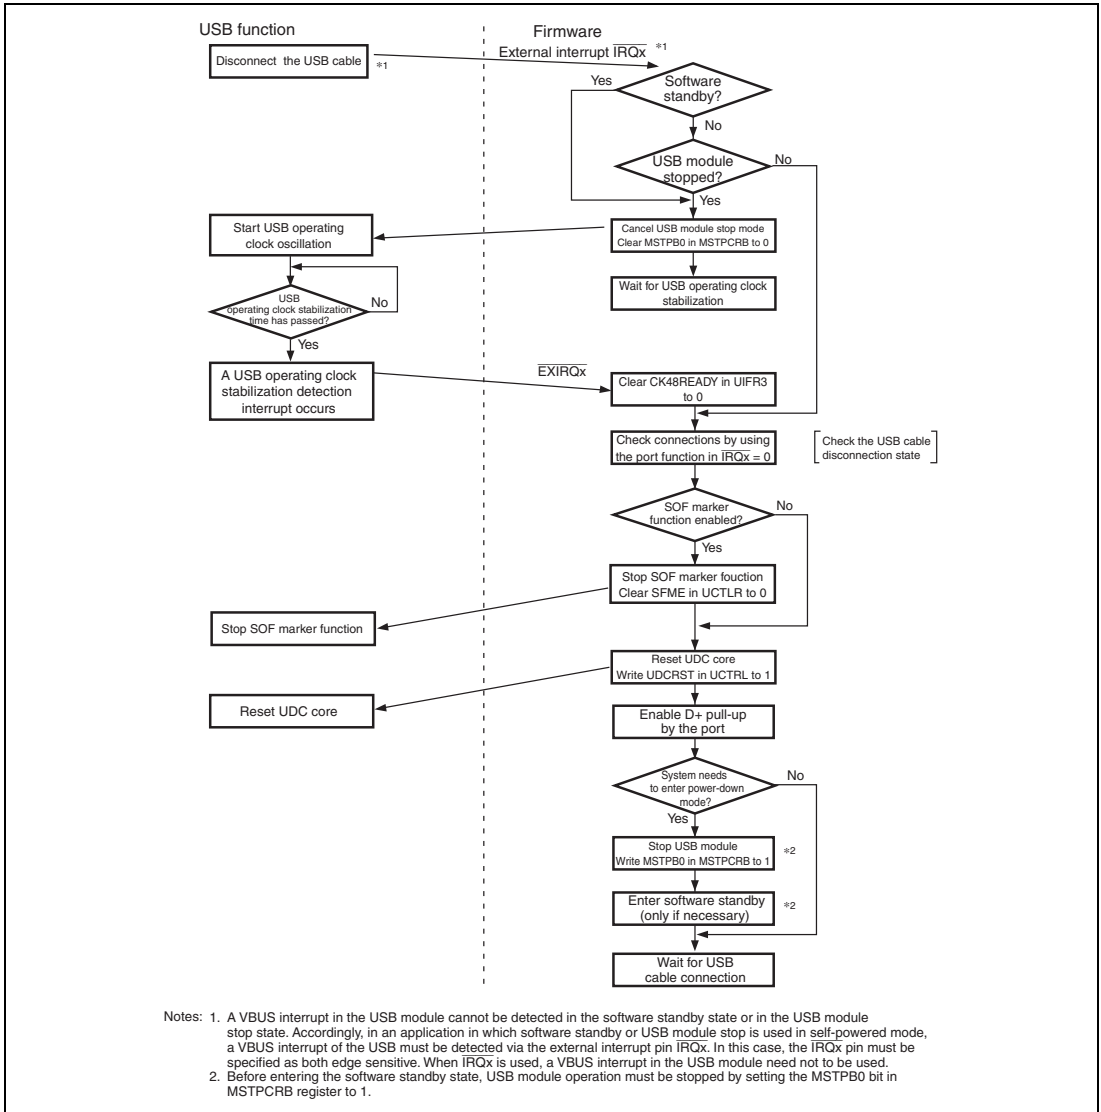 USB function
Firmware
Disconnect the USB cable
*1
External interrupt IRQx *1
Software
standby?
Yes
No
USB module
stopped?
No
Yes
Cancel USB module stop mode
Clear MSTPB0 in MSTPCRB to 0
Start USB operating
clock oscillation
Wait for USB operating clock
stabilization
USB
operating clock stabilization
time has passed?
No
Yes
A USB operating clock
stabilization detection
interrupt occurs
EXIRQx
Clear CK48READY in UIFR3
to 0
Check connections by using
the port function in IRQx = 0
Check the USB cable
disconnection state
SOF marker
function enabled?
No
Yes
Stop SOF marker fouction
Clear SFME in UCTLR to 0
Stop SOF marker function
Reset UDC core
Write UDCRST in UCTRL to 1
Reset UDC core
Enable D+ pull-up
by the port
System needs
to enter power-down
mode?
No
Yes
Stop USB module
Write MSTPB0 in MSTPCRB to 1
*2
Enter software standby
(only if necessary)
*2
Wait for USB
cable connection
Notes: 1. A VBUS interrupt in the USB module cannot be detected in the software standby state or in the USB module
stop state. Accordingly, in an application in which software standby or USB module stop is used in self-powered mode,
a VBUS interrupt of the USB must be detected via the external interrupt pin IRQx. In this case, the IRQx pin must be
specified as both edge sensitive. When IRQx is used, a VBUS interrupt in the USB module need not to be used.
2. Before entering the software standby state, USB module operation must be stopped by setting the MSTPB0 bit in
MSTPCRB register to 1.